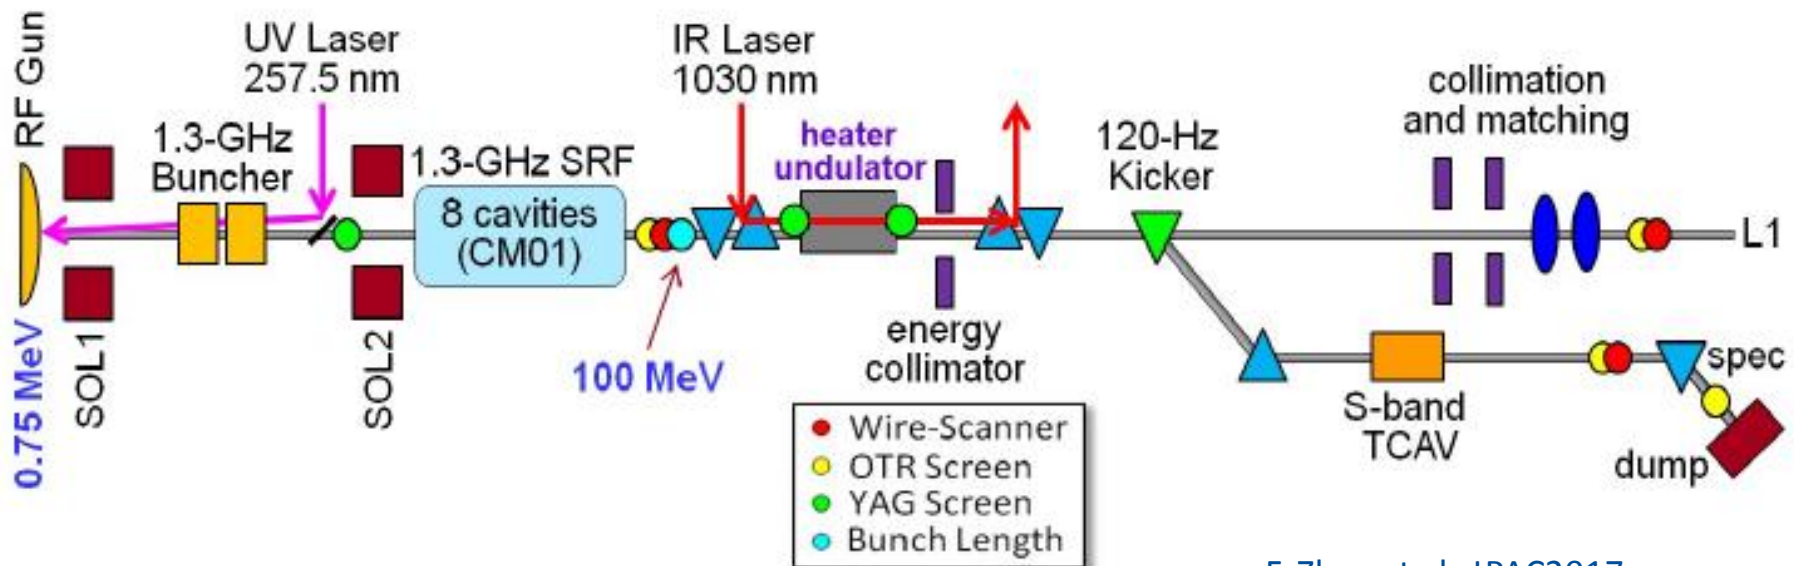 RF Gun
0.75 MeV
SOL1
1.3-GHz
Buncher
UV Laser
257.5 nm
SOL2
1.3-GHz SRF
8 cavities
(CM01)
100 MeV
IR Laser
1030 nm
heater
undulator
energy
collimator
120-Hz
Kicker
collimation
and matching
L1
S-band
TCAV
spec
dump
Wire-Scanner
OTR Screen
YAG Screen
Bunch Length